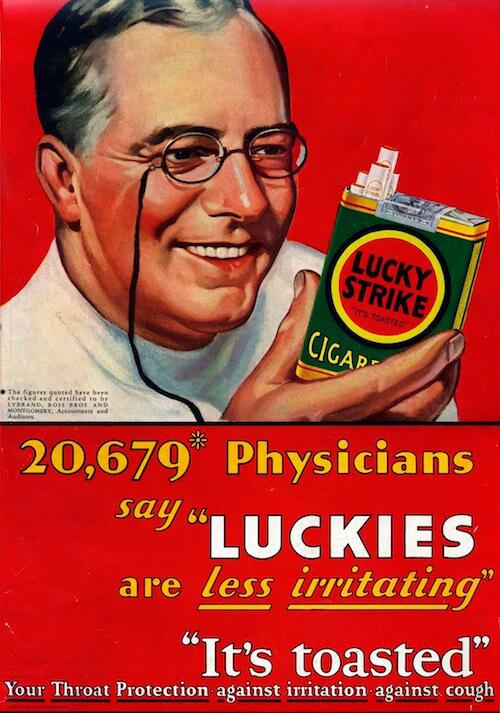 LUCKY
STRIKE
"IT'S TOASTED"
CIGAR
* The figures quoted have been
checked and certified to by
LYBRAND, ROSS BROS AND
MONTGOMERY, Accountants and
Auditors.
20,679* Physicians
say "LUCKIES
are less irritating"
"It's toasted"
Your Throat Protection against irritation against cough